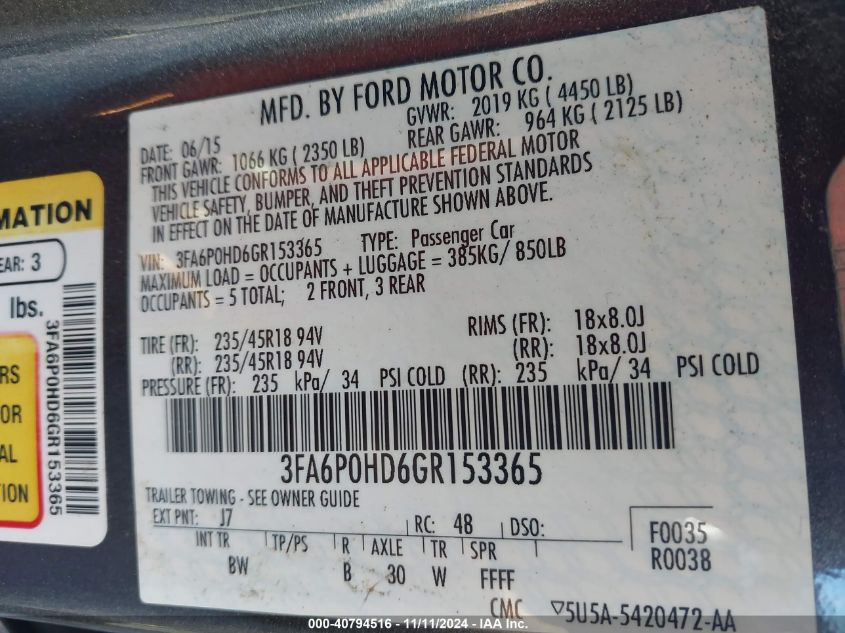 MFD. BY FORD MOTOR CO.
DATE: 06/15
GVWR: 2019 KG ( 4450 LB)
FRONT GAWR: 1066 KG ( 2350 LB)
REAR GAWR: 964 KG ( 2125 LB)
THIS VEHICLE CONFORMS TO ALL APPLICABLE FEDERAL MOTOR
VEHICLE SAFETY, BUMPER, AND THEFT PREVENTION STANDARDS
IN EFFECT ON THE DATE OF MANUFACTURE SHOWN ABOVE.
VIN: 3FA6P0HD6GR153365 TYPE: Passenger Car
MAXIMUM LOAD = OCCUPANTS + LUGGAGE = 385KG/ 850LB
OCCUPANTS = 5 TOTAL; 2 FRONT, 3 REAR
TIRE (FR): 235/45R18 94V RIMS (FR): 18x8.0J
(RR): 235/45R18 94V (RR): 18x8.0J
PRESSURE (FR): 235 kPa/ 34 PSI COLD (RR): 235 kPa/ 34 PSI COLD
3FA6P0HD6GR153365
TRAILER TOWING - SEE OWNER GUIDE
EXT PNT: J7 RC: 48 DSO:
INT TR TP/PS R AXLE TR SPR
BW B 30 W FFFF
F0035
R0038
CMC ▽5U5A-5420472-AA
MATION
EAR: 3
lbs.
RS
OR
AL
TION
3FA6P0HD6GR153365
003 - 40794516 - 11/11/2024 - IAA Inc.